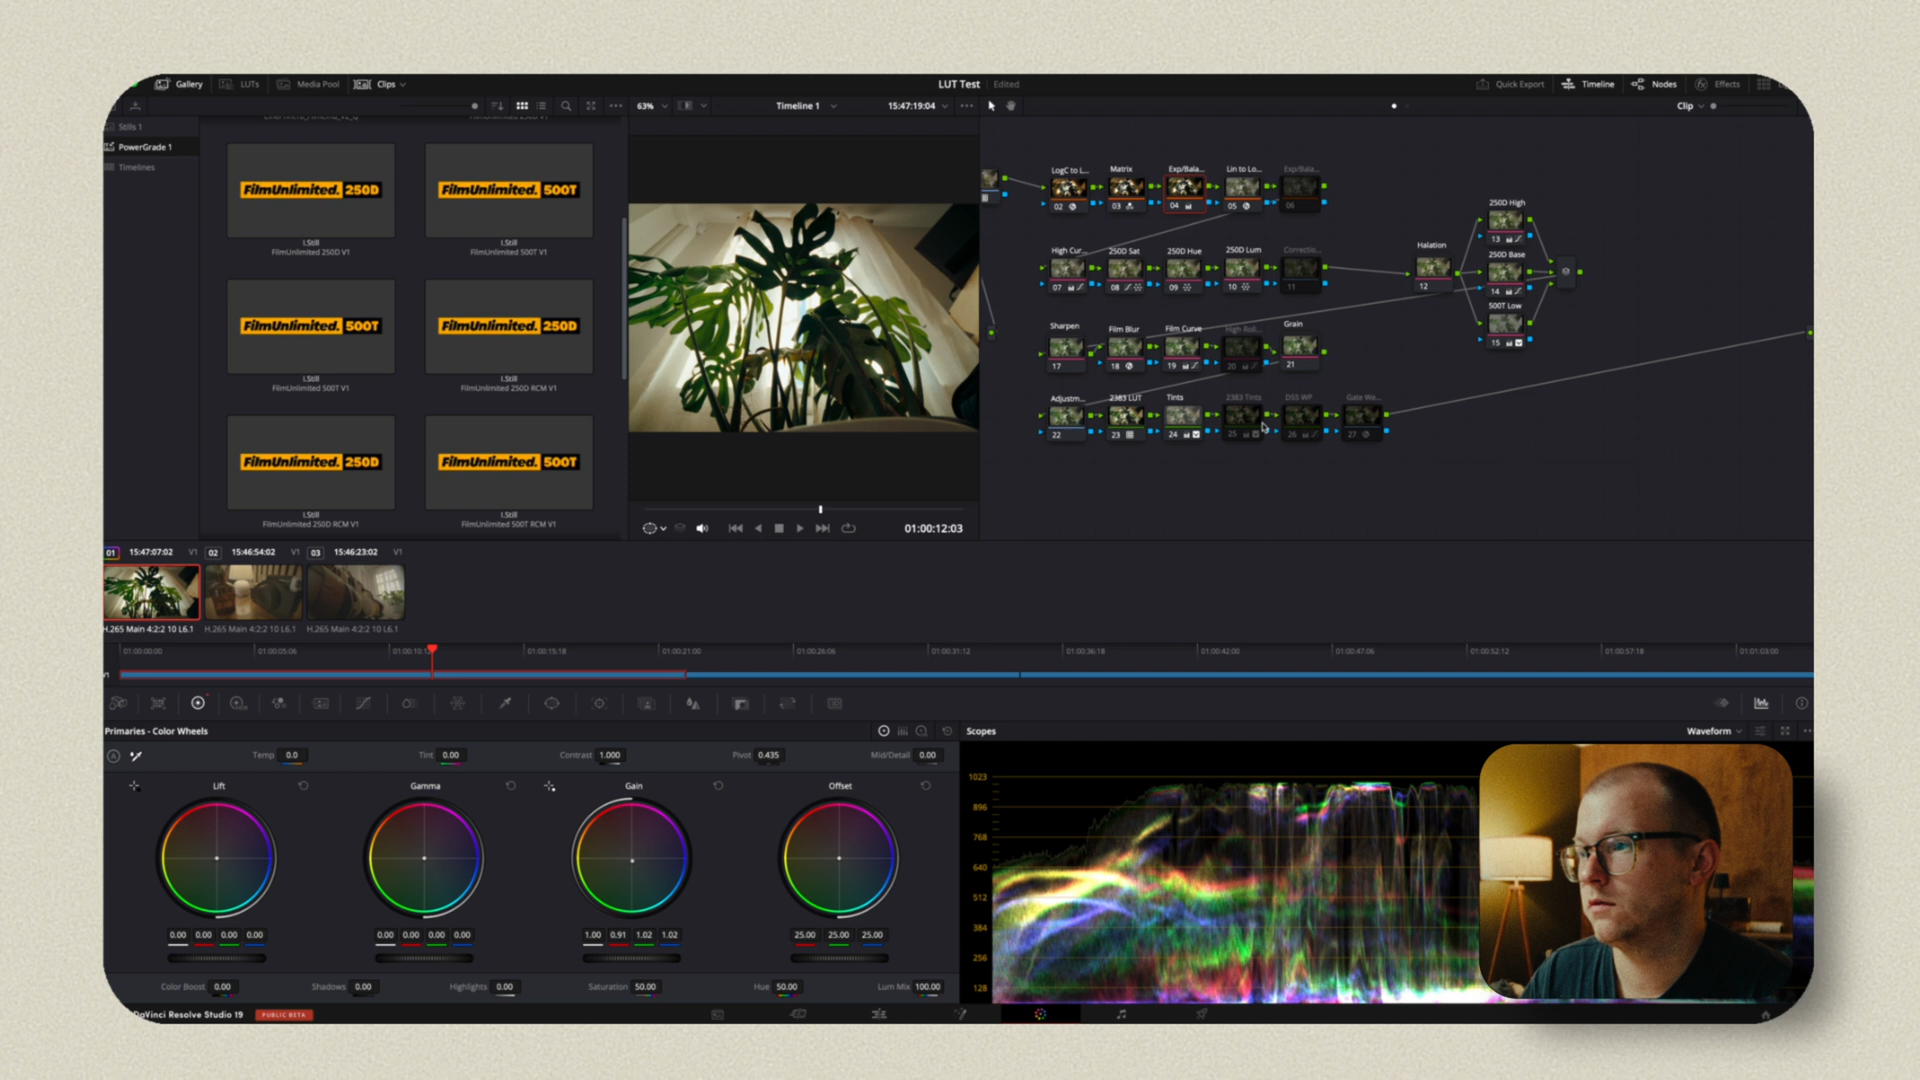 Gallery LUTs Media Pool Clips LUT Test Edited Quick Export Timeline Nodes Effects
63% Timeline 1 15:47:19:04 Clip
Stills 1
PowerGrade 1
Timelines
FilmUnlimited. 250D
1.Still
FilmUnlimited 250D V1
FilmUnlimited. 500T
1.Still
FilmUnlimited 500T V1
FilmUnlimited. 500T
1.Still
FilmUnlimited 500T V1
FilmUnlimited. 250D
1.Still
FilmUnlimited 250D RCM V1
FilmUnlimited. 250D
1.Still
FilmUnlimited 250D RCM V1
FilmUnlimited. 500T
1.Still
FilmUnlimited 500T RCM V1
01:00:12:03
LogC to L... Matrix Exp/Bala... Lin to Lo... Exp/Bala...
02 03 04 05 06
High Cur... 250D Sat 250D Hue 250D Lum Correctio...
07 08 09 10 11
Halation
12
250D High
13
250D Base
14
500T Low
15
Sharpen Film Blur Film Curve High Roll... Grain
17 18 19 20 21
Adjustm... 2383 LUT Tints 2383 Tints D55 WP Gate We...
22 23 24 25 26 27
01 15:47:07:02 V1 02 15:46:54:02 V1 03 15:46:23:02 V1
H.265 Main 4:2:2 10 L6.1 H.265 Main 4:2:2 10 L6.1 H.265 Main 4:2:2 10 L6.1
01:00:00:00 01:00:05:06 01:00:10:12 01:00:15:18 01:00:21:00 01:00:26:06 01:00:31:12 01:00:36:18 01:00:42:00 01:00:47:06 01:00:52:12 01:00:57:18 01:01:03:00
V1
Primaries - Color Wheels
Temp 0.0 Tint 0.00 Contrast 1.000 Pivot 0.435 Mid/Detail 0.00
Lift Gamma Gain Offset
0.00 0.00 0.00 0.00 0.00 0.00 0.00 0.00 1.00 0.91 1.02 1.02 25.00 25.00 25.00
Color Boost 0.00 Shadows 0.00 Highlights 0.00 Saturation 50.00 Hue 50.00 Lum Mix 100.00
Scopes Waveform
1023
896
768
640
512
384
256
128
DaVinci Resolve Studio 19 PUBLIC BETA